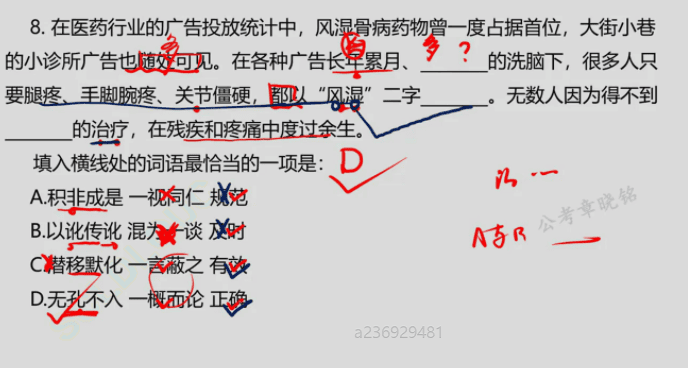 8. 在医药行业的广告投放统计中，风湿骨病药物曾一度占据首位，大街小巷
的小诊所广告也随处可见。在各种广告长年累月、______的洗脑下，很多人只
要腿疼、手脚腕疼、关节僵硬，都以“风湿”二字______。无数人因为得不到
______的治疗，在残疾和疼痛中度过余生。
填入横线处的词语最恰当的一项是：D
A.积非成是 一视同仁 规范
B.以讹传讹 混为一谈 及时
C.潜移默化 一言蔽之 有效
D.无孔不入 一概而论 正确
多
多？
以…
A与B
公考章晓铭
a236929481